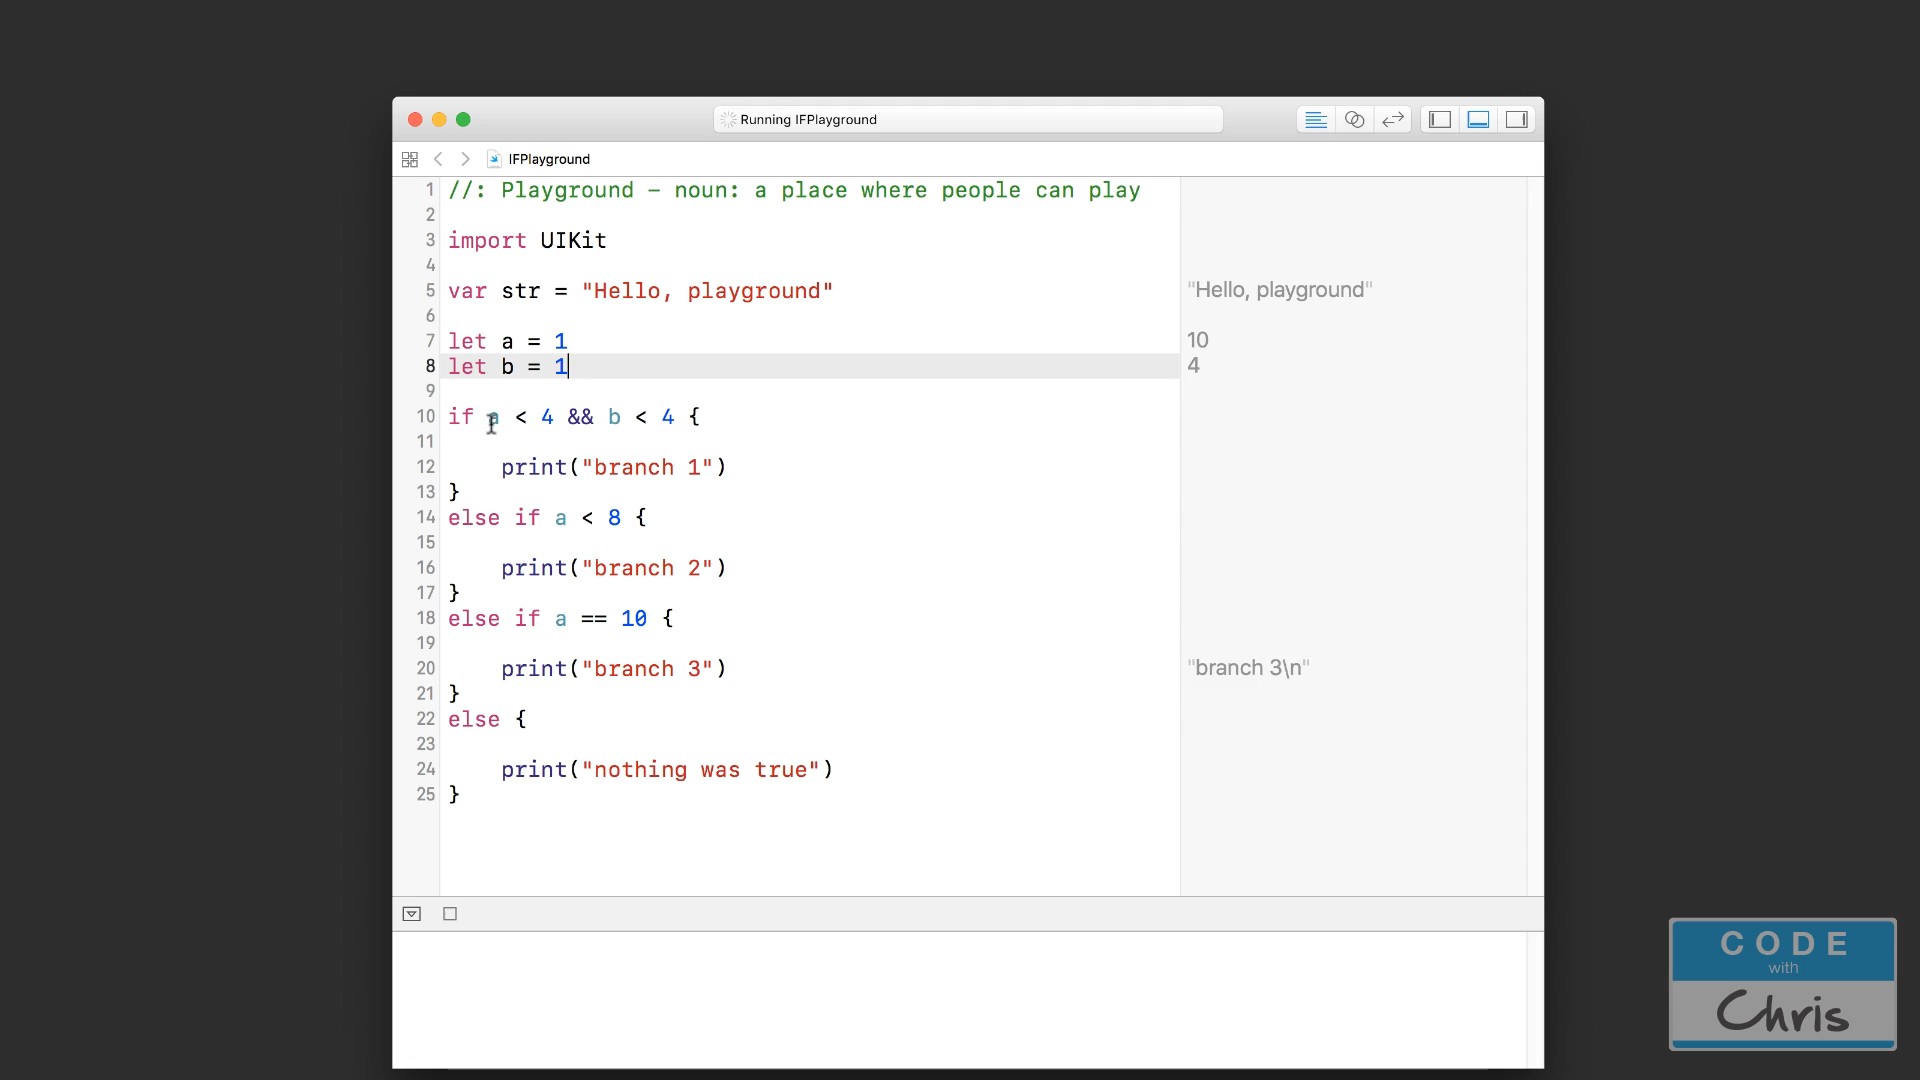 Running IFPlayground
IFPlayground
1 //: Playground - noun: a place where people can play
2
3 import UIKit
4
5 var str = "Hello, playground" "Hello, playground"
6
7 let a = 1 10
8 let b = 1 4
9
10 if a < 4 && b < 4 {
11
12 print("branch 1")
13 }
14 else if a < 8 {
15
16 print("branch 2")
17 }
18 else if a == 10 {
19
20 print("branch 3") "branch 3\n"
21 }
22 else {
23
24 print("nothing was true")
25 }
CODE
with
Chris